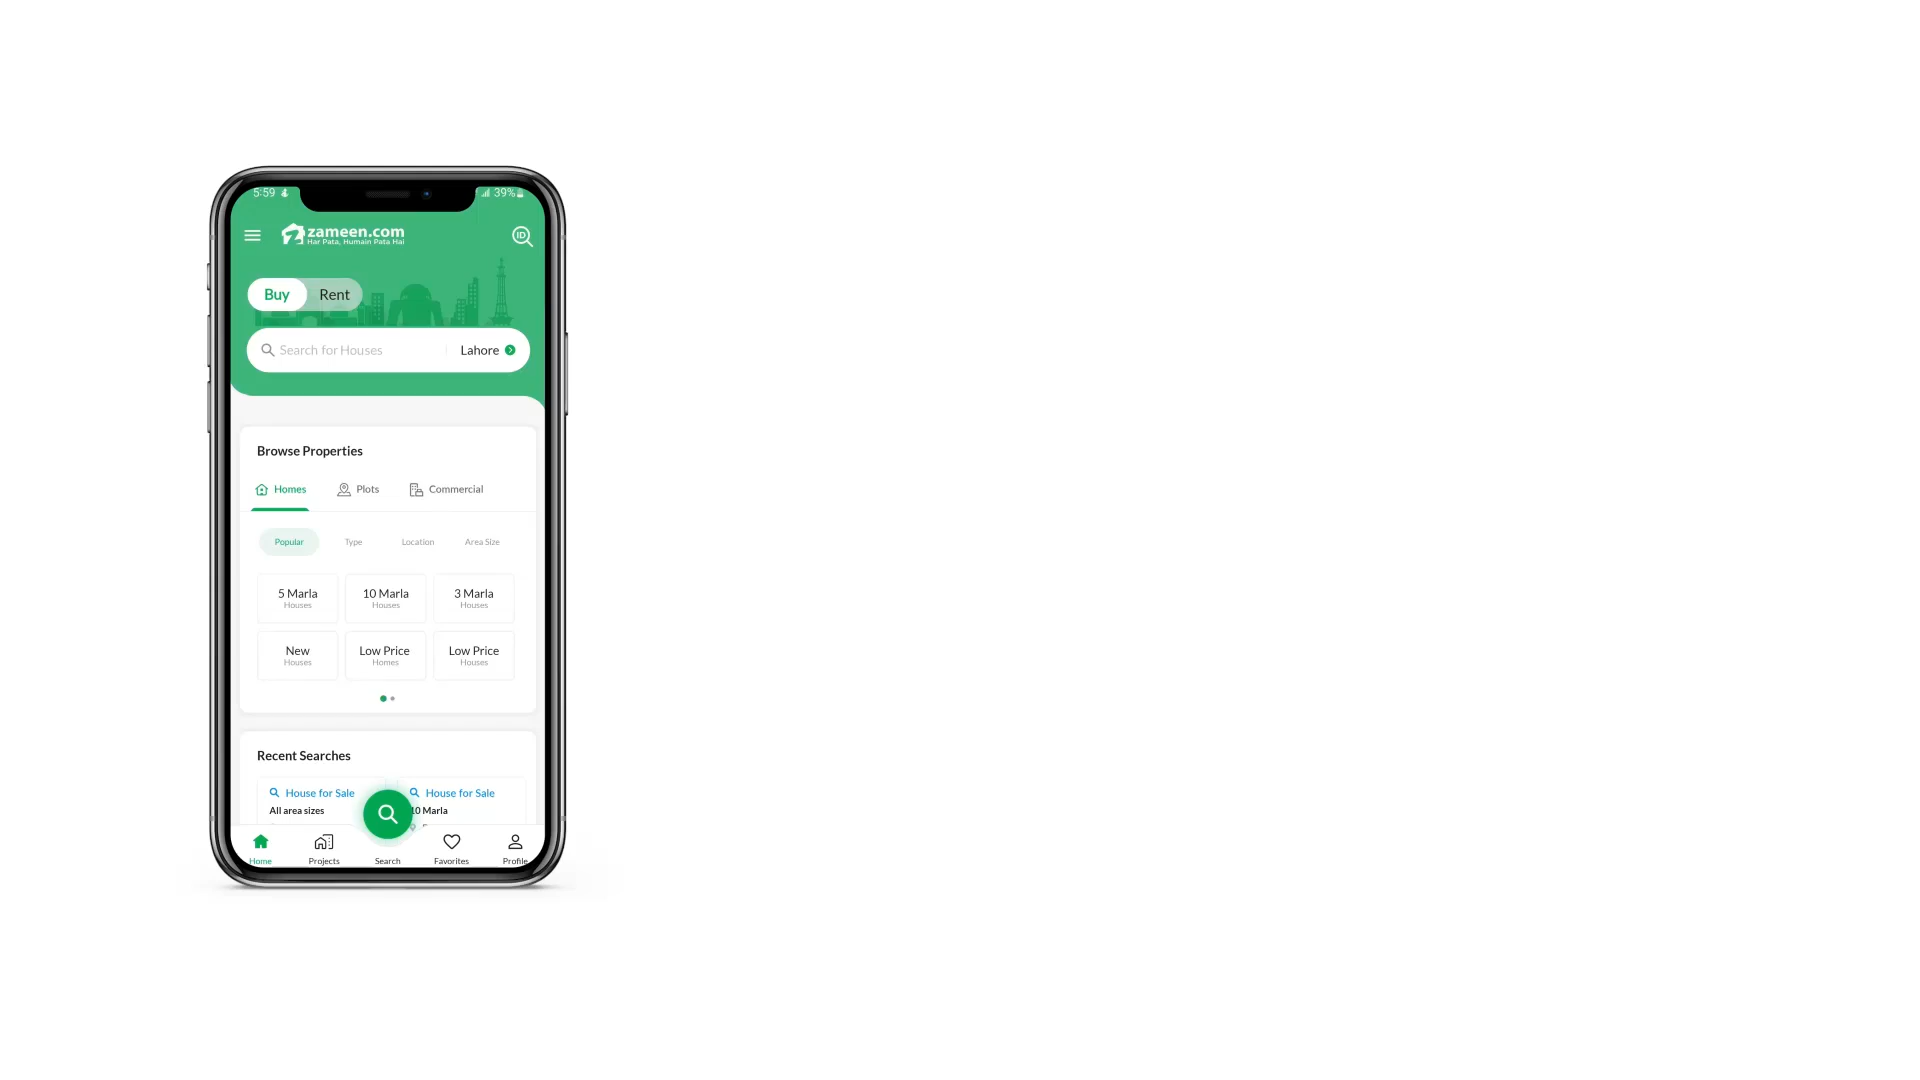 5:59
39%
zameen.com
Har Pata, Humain Pata Hai
ID
Buy Rent
Search for Houses Lahore
Browse Properties
Homes Plots Commercial
Popular Type Location Area Size
5 Marla 10 Marla 3 Marla
Houses Houses Houses
New Low Price Low Price
Houses Homes Houses
Recent Searches
House for Sale House for Sale
All area sizes 10 Marla
Home Projects Search Favorites Profile